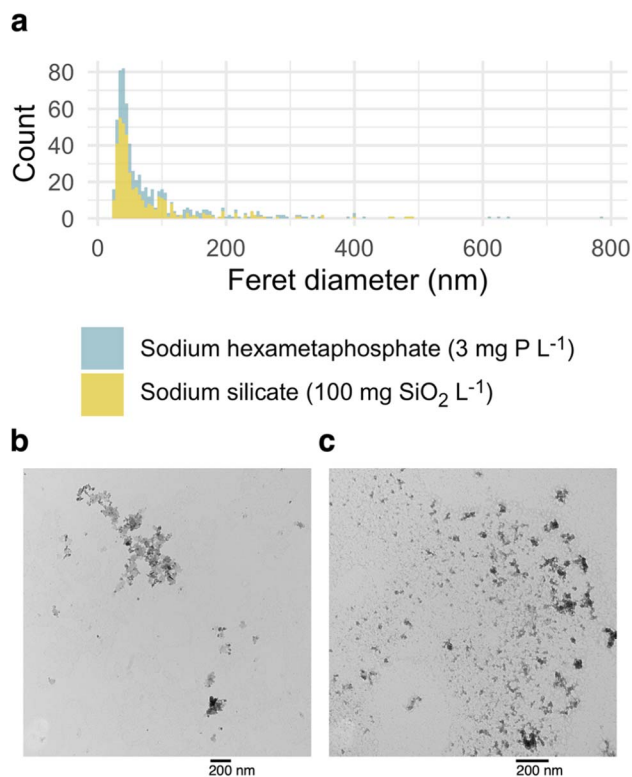 a
80
60
40
20
0
Count
0 200 400 600 800
Feret diameter (nm)
Sodium hexametaphosphate (3 mg P L⁻¹)
Sodium silicate (100 mg SiO₂ L⁻¹)
b c
200 nm 200 nm